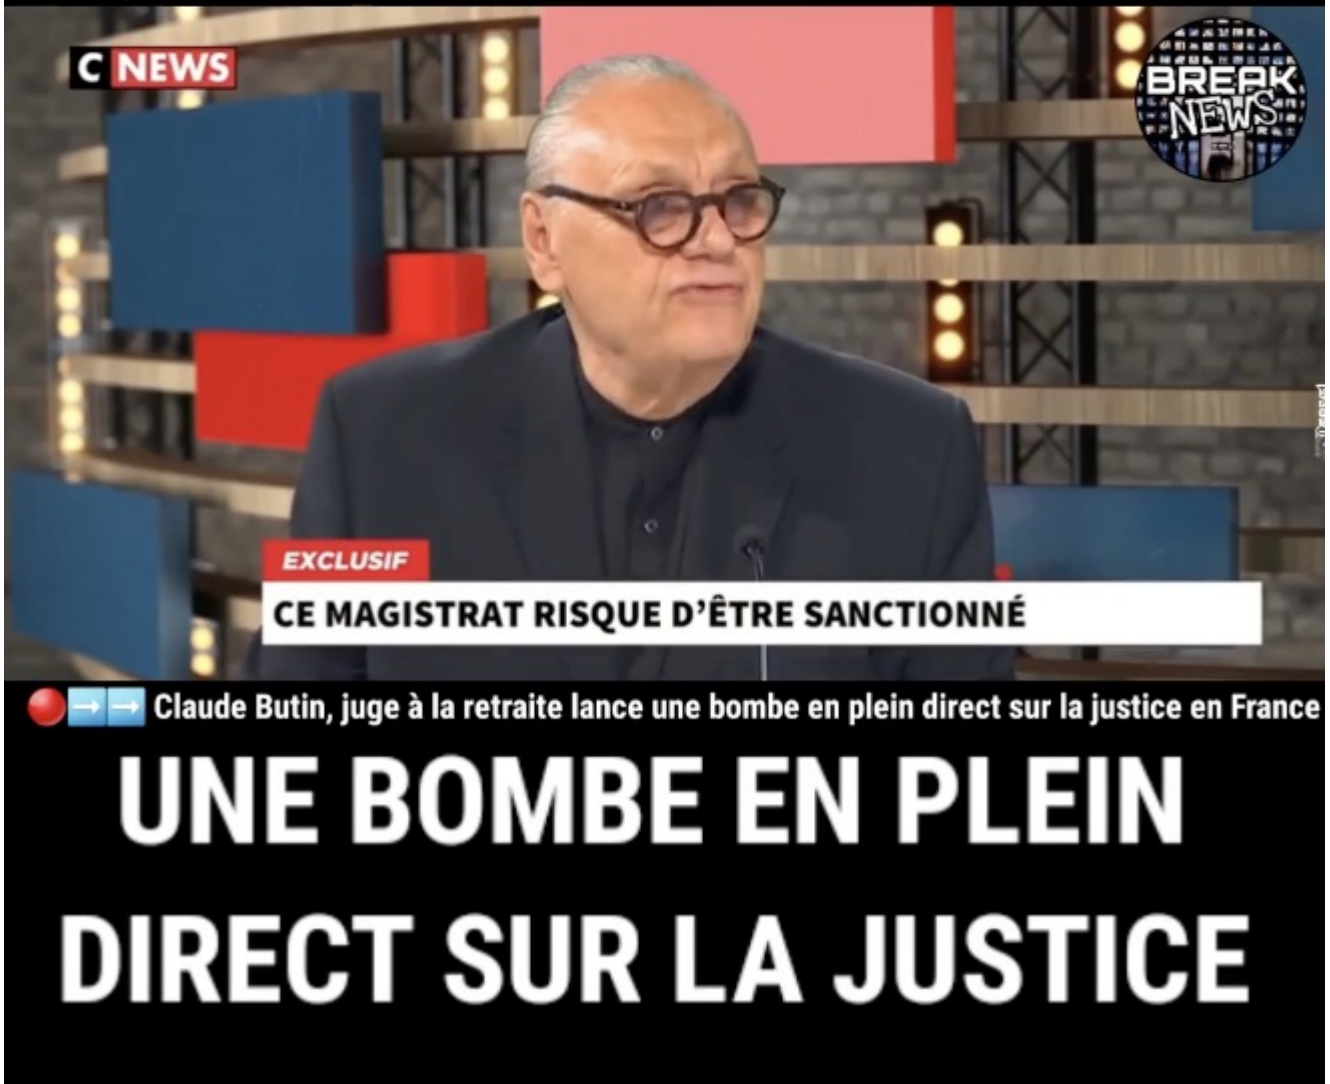 C NEWS
BREAK
NEWS
EXCLUSIF
CE MAGISTRAT RISQUE D'ÊTRE SANCTIONNÉ
Claude Butin, juge à la retraite lance une bombe en plein direct sur la justice en France
UNE BOMBE EN PLEIN
DIRECT SUR LA JUSTICE